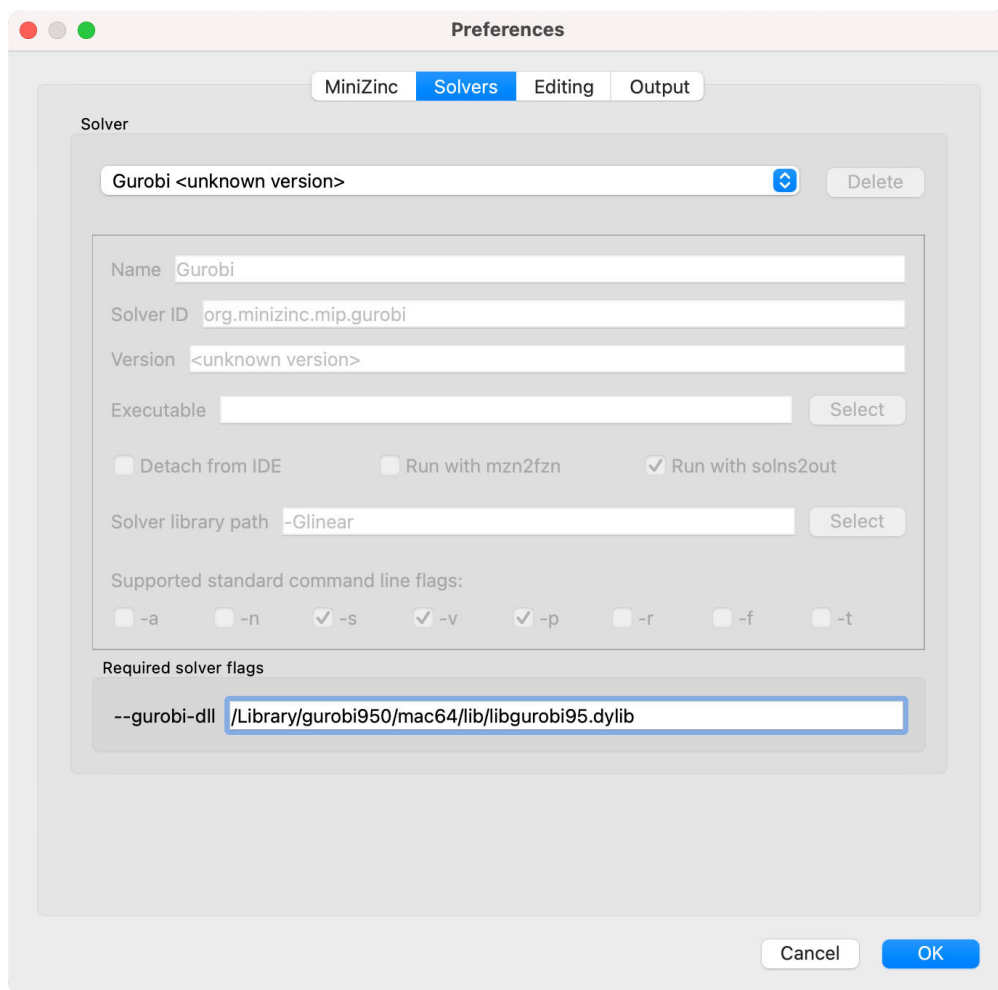 Preferences
MiniZinc Solvers Editing Output
Solver
Gurobi <unknown version> Delete
Name Gurobi
Solver ID org.minizinc.mip.gurobi
Version <unknown version>
Executable Select
Detach from IDE Run with mzn2fzn Run with solns2out
Solver library path -Glinear Select
Supported standard command line flags:
-a -n -s -v -p -r -f -t
Required solver flags
--gurobi-dll /Library/gurobi950/mac64/lib/libgurobi95.dylib
Cancel OK